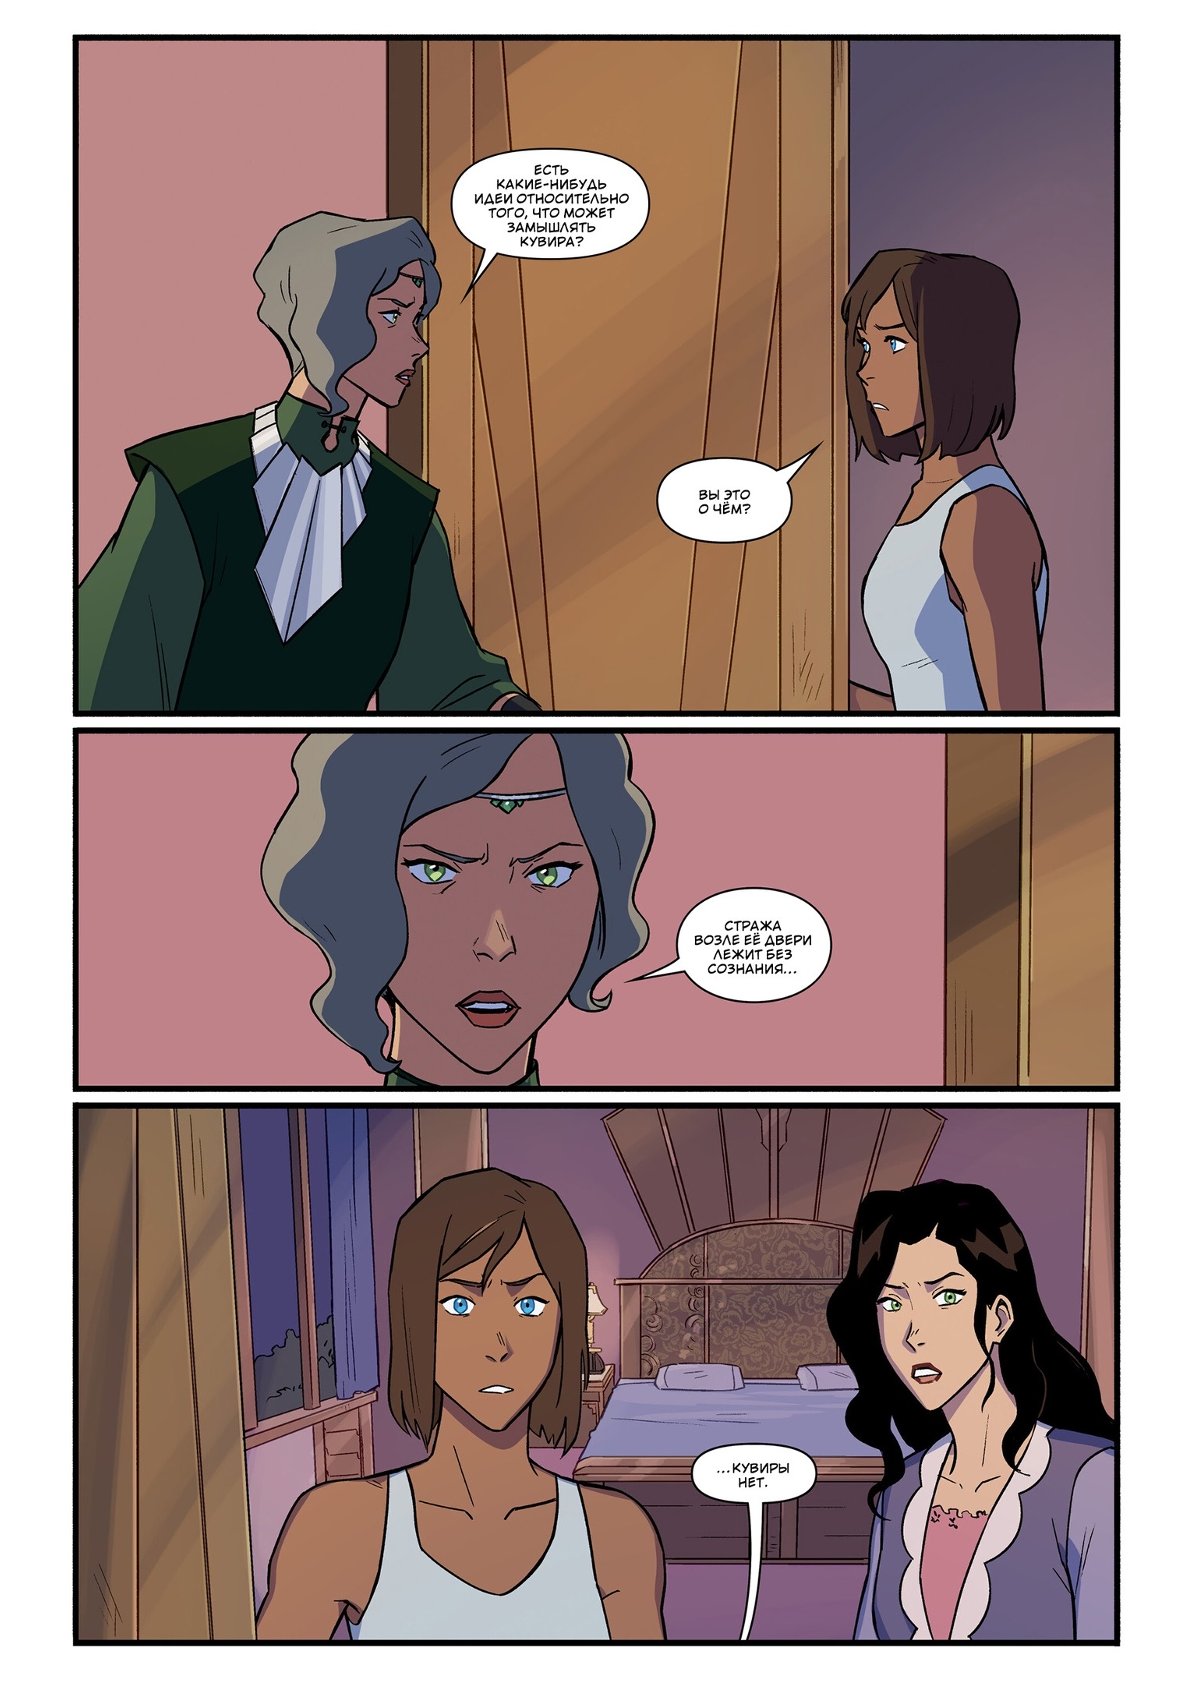 ЕСТЬ
КАКИЕ-НИБУДЬ
ИДЕИ ОТНОСИТЕЛЬНО
ТОГО, ЧТО МОЖЕТ
ЗАМЫШЛЯТЬ
КУВИРА?
ВЫ ЭТО
О ЧЁМ?
СТРАЖА
ВОЗЛЕ ЕЁ ДВЕРИ
ЛЕЖИТ БЕЗ
СОЗНАНИЯ...
...КУВИРЫ
НЕТ.